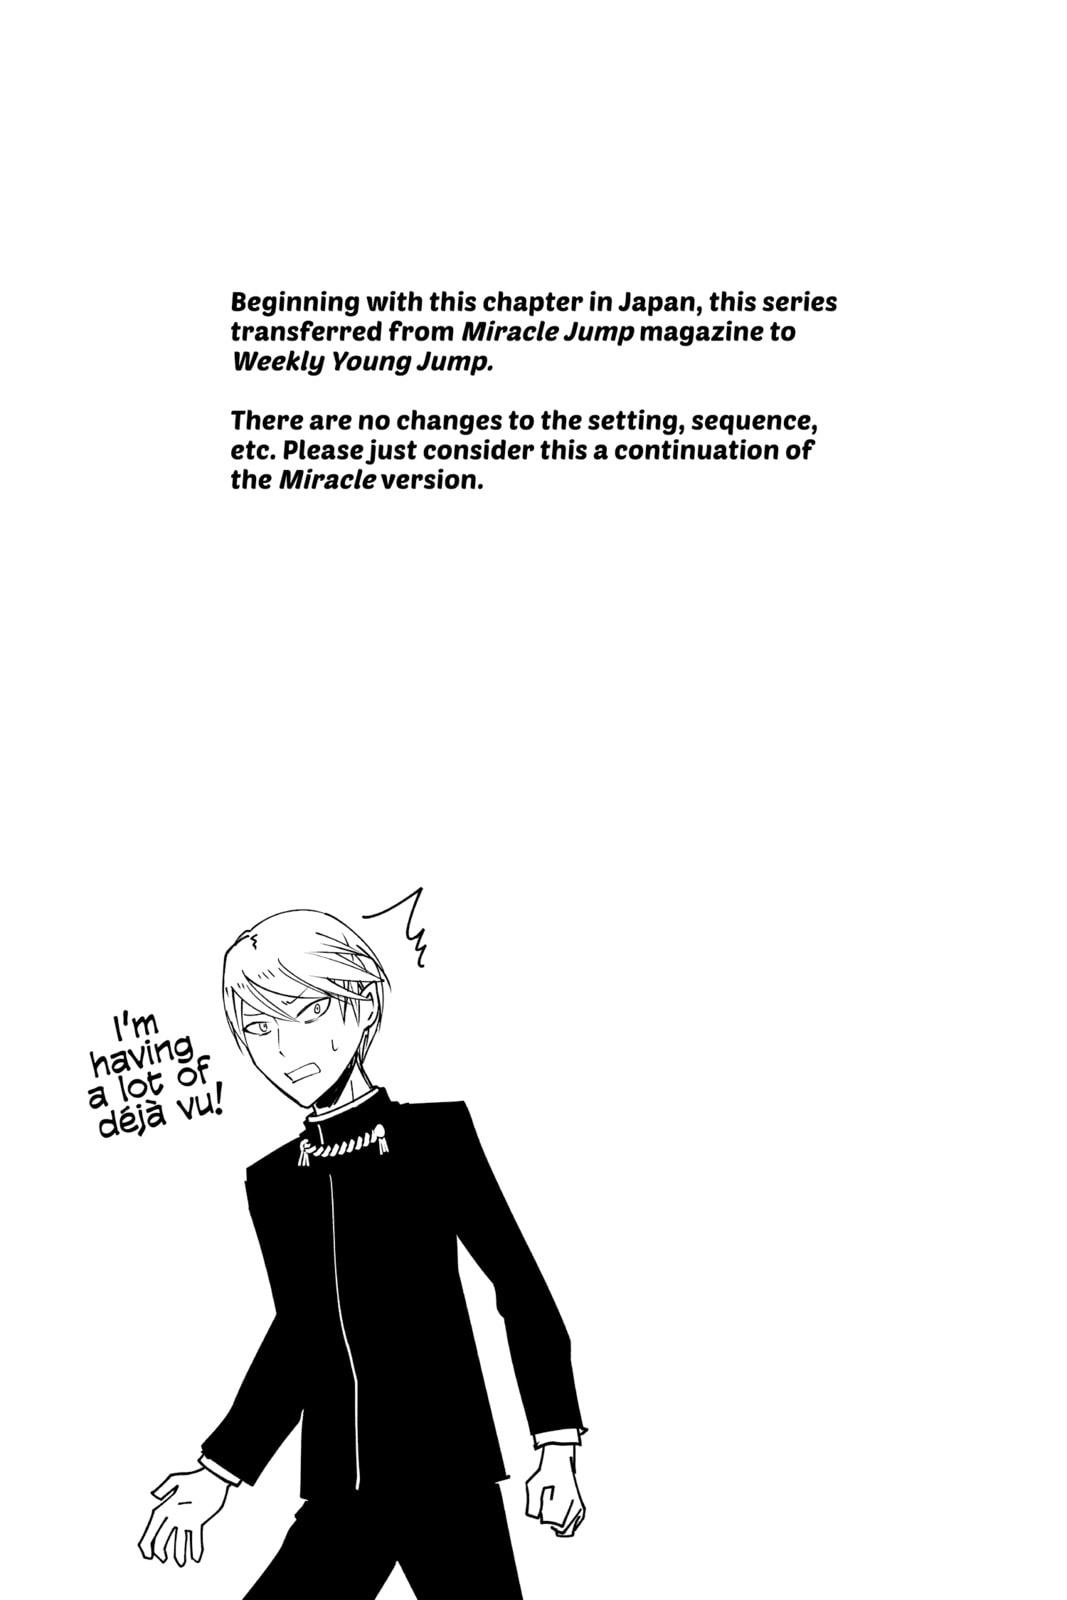 Beginning with this chapter in Japan, this series
transferred from Miracle Jump magazine to
Weekly Young Jump.
There are no changes to the setting, sequence,
etc. Please just consider this a continuation of
the Miracle version.
I'm
having
a lot of
déjà vu!